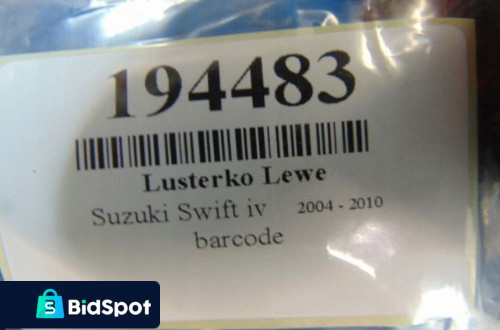 194483
Lusterko Lewe
Suzuki Swift iv 2004 - 2010
barcode
BidSpot